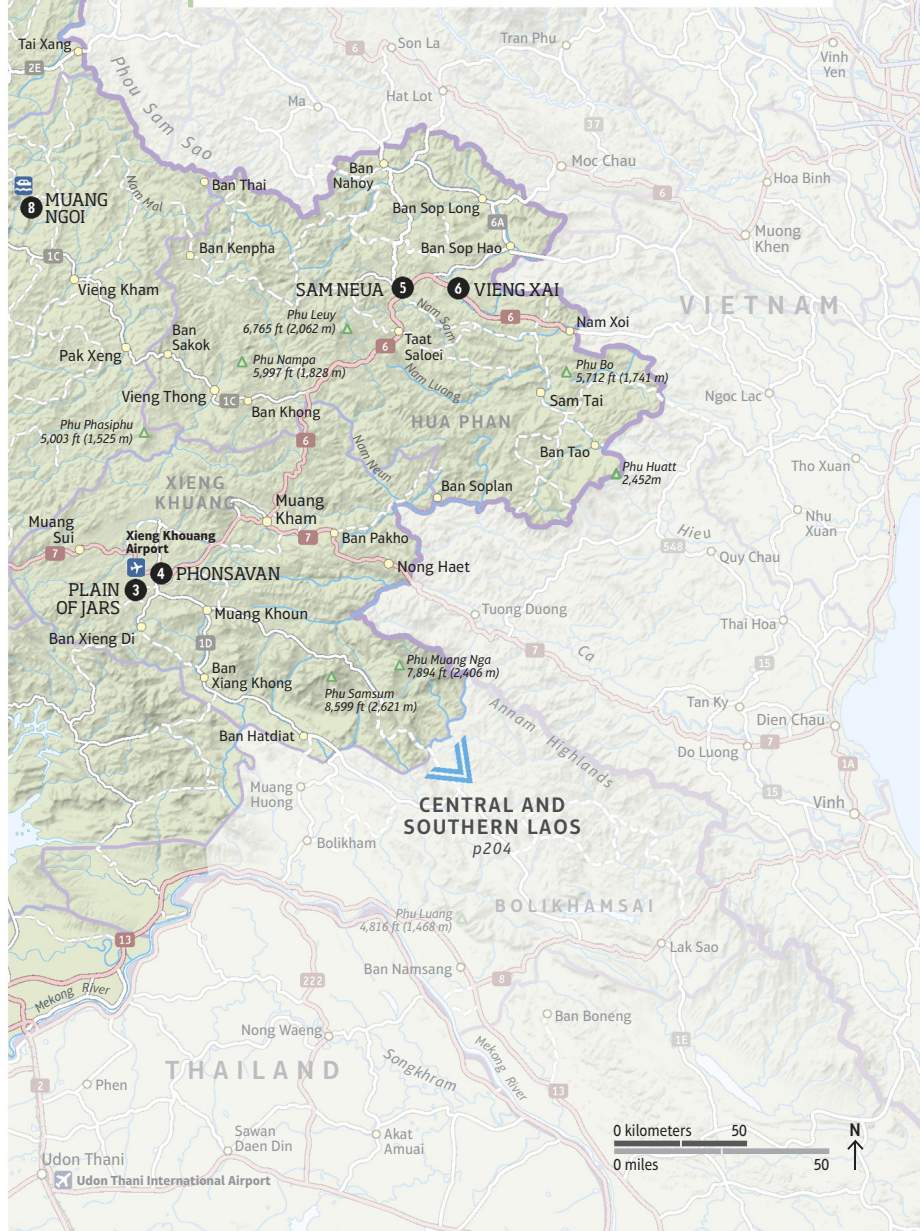 Tai Xang
2E
Phou Sam Sao
6
Son La
Tran Phu
Vinh
Yen
Ma
Hat Lot
37
Moc Chau
Ban
Nahoy
Ban Thai
Nam Mal
8
MUANG
NGOI
Ban Sop Long
6A
6
Hoa Binh
Muong
Khen
Ban Kenpha
Ban Sop Hao
1C
Vieng Kham
SAM NEUA
5
6
VIENG XAI
VIETNAM
Phu Leuy
6,765 ft (2,062 m)
Nam Sam
6
Nam Xoi
Ban
Sakok
Taat
Saloei
6
Pak Xeng
Phu Nampa
5,997 ft (1,828 m)
Nam Luang
Phu Bo
5,712 ft (1,741 m)
Vieng Thong
1C
Ban Khong
Sam Tai
Ngoc Lac
HUA PHAN
Phu Phasiphu
5,003 ft (1,525 m)
6
Nam Neun
Ban Tao
Phu Huatt
2,452m
Tho Xuan
XIENG
KHUANG
Ban Soplan
Muang
Kham
Nhu
Xuan
Muang
Sui
Xieng Khouang
Airport
7
7
Ban Pakho
Hieu
548
Quy Chau
Nong Haet
4
PHONSAVAN
3
PLAIN
OF JARS
Muang Khoun
Tuong Duong
Thai Hoa
Ban Xieng Di
1D
7
Ca
15
Ban
Xiang Khong
Phu Muang Nga
7,894 ft (2,406 m)
Phu Samsum
8,599 ft (2,621 m)
Annam Highlands
Tan Ky
Dien Chau
Ban Hatdiat
Do Luong
7
1A
Muang
Huong
15
Vinh
CENTRAL AND
SOUTHERN LAOS
p204
Bolikham
BOLIKHAMSAI
Phu Luang
4,816 ft (1,468 m)
13
Lak Sao
Ban Namsang
222
8
Mekong River
Ban Boneng
Nong Waeng
1E
THAILAND
Songkhram
Mekong River
2
Phen
13
Sawan
Daen Din
Akat
Amuai
0 kilometers 50
N
0 miles 50
Udon Thani
Udon Thani International Airport